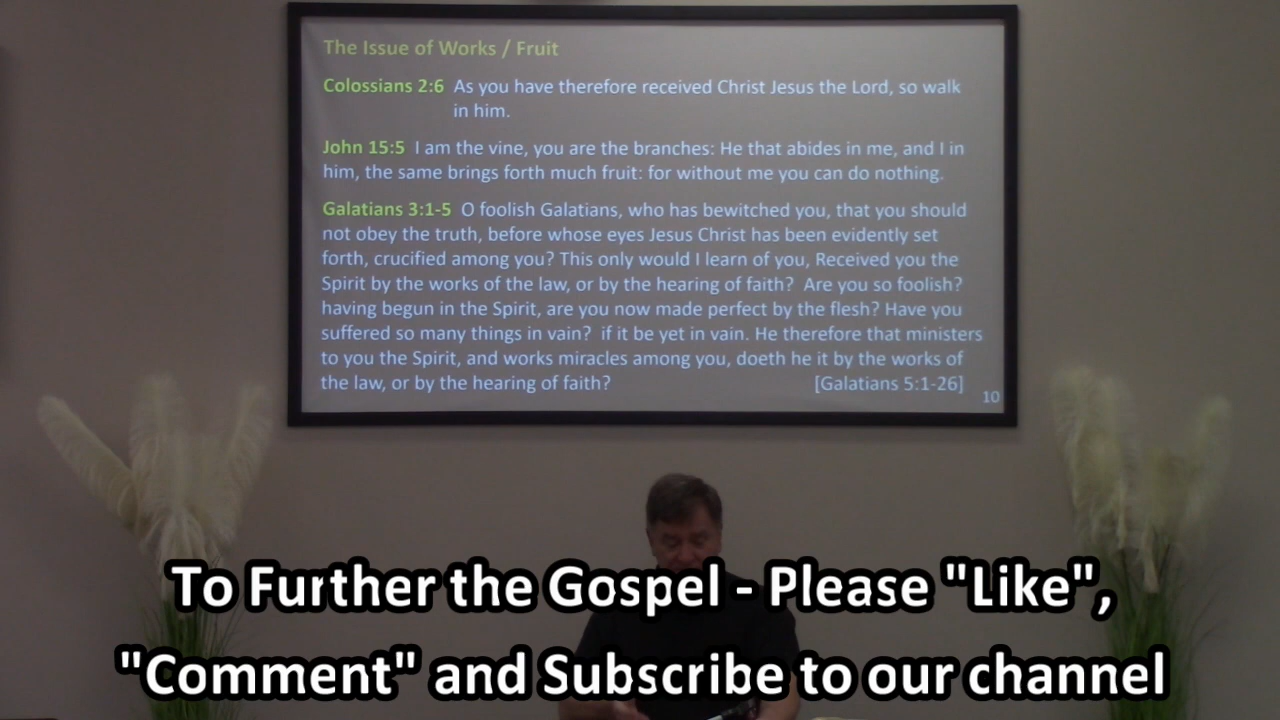 The Issue of Works / Fruit
Colossians 2:6 As you have therefore received Christ Jesus the Lord, so walk
in him.
John 15:5 I am the vine, you are the branches: He that abides in me, and I in
him, the same brings forth much fruit: for without me you can do nothing.
Galatians 3:1-5 O foolish Galatians, who has bewitched you, that you should
not obey the truth, before whose eyes Jesus Christ has been evidently set
forth, crucified among you? This only would I learn of you, Received you the
Spirit by the works of the law, or by the hearing of faith? Are you so foolish?
having begun in the Spirit, are you now made perfect by the flesh? Have you
suffered so many things in vain? if it be yet in vain. He therefore that ministers
to you the Spirit, and works miracles among you, doeth he it by the works of
the law, or by the hearing of faith? [Galatians 5:1-26]
10
To Further the Gospel - Please "Like",
"Comment" and Subscribe to our channel